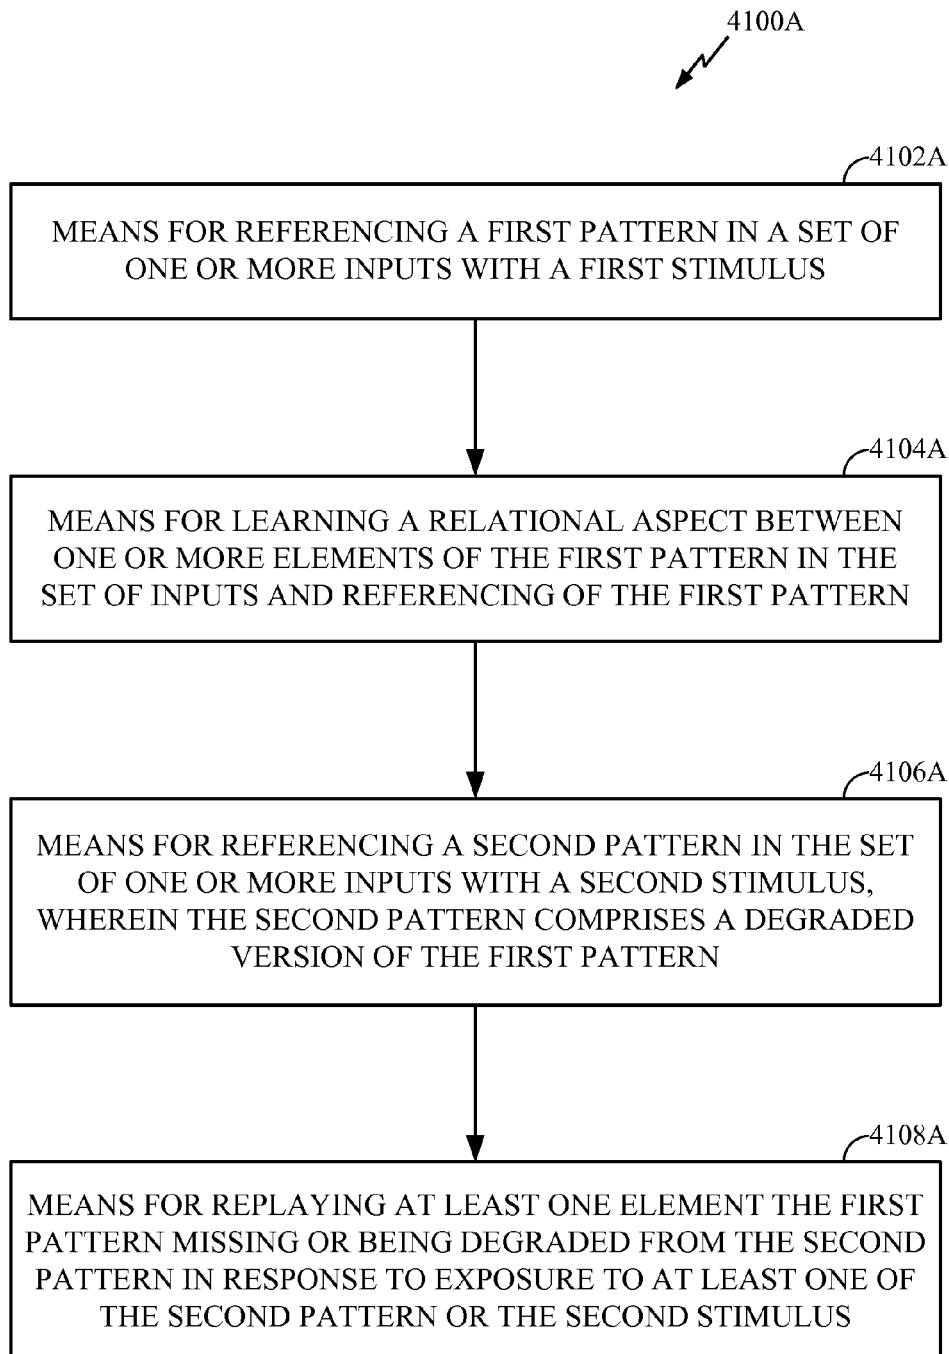 4100A
4102A
MEANS FOR REFERENCING A FIRST PATTERN IN A SET OF
ONE OR MORE INPUTS WITH A FIRST STIMULUS
4104A
MEANS FOR LEARNING A RELATIONAL ASPECT BETWEEN
ONE OR MORE ELEMENTS OF THE FIRST PATTERN IN THE
SET OF INPUTS AND REFERENCING OF THE FIRST PATTERN
4106A
MEANS FOR REFERENCING A SECOND PATTERN IN THE SET
OF ONE OR MORE INPUTS WITH A SECOND STIMULUS,
WHEREIN THE SECOND PATTERN COMPRISES A DEGRADED
VERSION OF THE FIRST PATTERN
4108A
MEANS FOR REPLAYING AT LEAST ONE ELEMENT THE FIRST
PATTERN MISSING OR BEING DEGRADED FROM THE SECOND
PATTERN IN RESPONSE TO EXPOSURE TO AT LEAST ONE OF
THE SECOND PATTERN OR THE SECOND STIMULUS